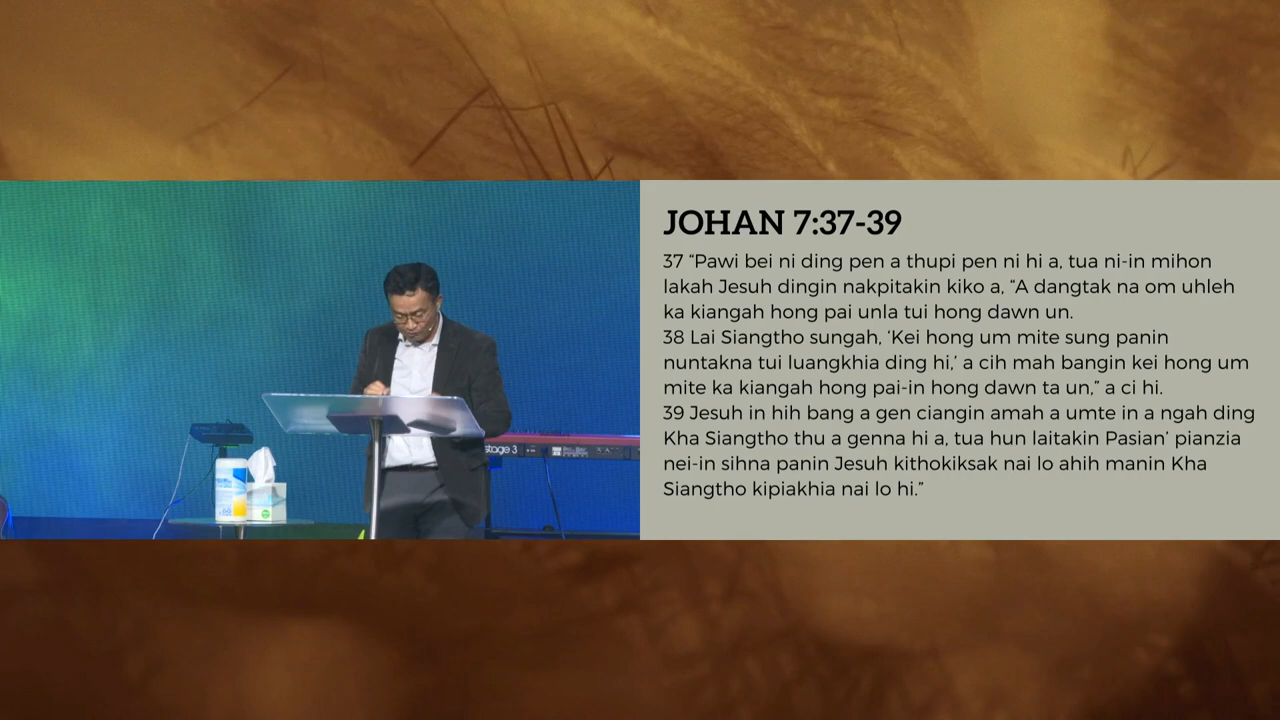 JOHAN 7:37-39
37 “Pawi bei ni ding pen a thupi pen ni hi a, tua ni-in mihon
lakah Jesuh dingin nakpitakin kiko a, “A dangtak na om uhleh
ka kiangah hong pai unla tui hong dawn un.
38 Lai Siangtho sungah, ‘Kei hong um mite sung panin
nuntakna tui luangkhia ding hi,’ a cih mah bangin kei hong um
mite ka kiangah hong pai-in hong dawn ta un,” a ci hi.
39 Jesuh in hih bang a gen ciangin amah a umte in a ngah ding
Kha Siangtho thu a genna hi a, tua hun laitakin Pasian’ pianzia
nei-in sihna panin Jesuh kithokiksak nai lo ahih manin Kha
Siangtho kipiakhia nai lo hi.”
stage 3